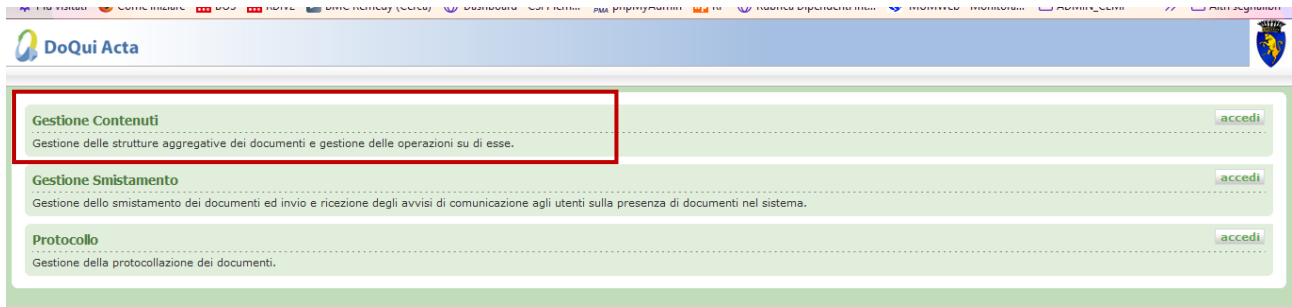 DoQui Acta
Gestione Contenuti
accedi
Gestione delle strutture aggregative dei documenti e gestione delle operazioni su di esse.
Gestione Smistamento
accedi
Gestione dello smistamento dei documenti ed invio e ricezione degli avvisi di comunicazione agli utenti sulla presenza di documenti nel sistema.
Protocollo
accedi
Gestione della protocollazione dei documenti.